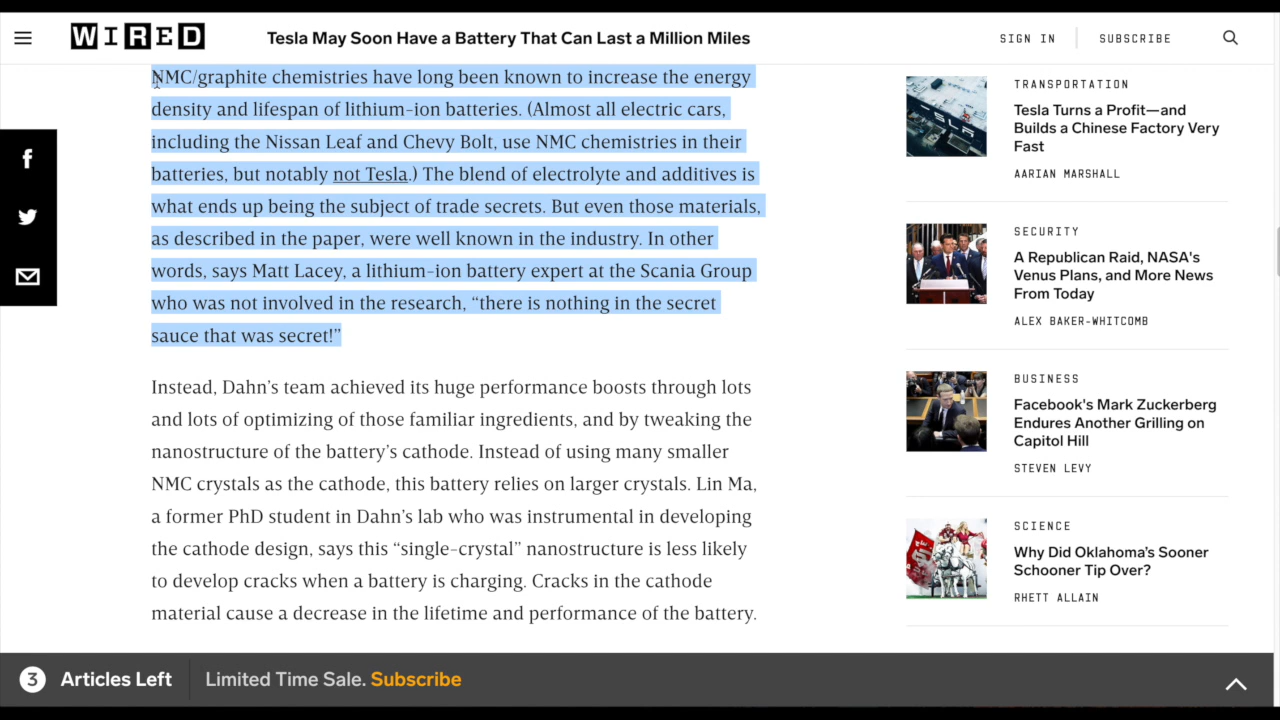 WIRED
Tesla May Soon Have a Battery That Can Last a Million Miles
SIGN IN
SUBSCRIBE
NMC/graphite chemistries have long been known to increase the energy
density and lifespan of lithium-ion batteries. (Almost all electric cars,
including the Nissan Leaf and Chevy Bolt, use NMC chemistries in their
batteries, but notably not Tesla.) The blend of electrolyte and additives is
what ends up being the subject of trade secrets. But even those materials,
as described in the paper, were well known in the industry. In other
words, says Matt Lacey, a lithium-ion battery expert at the Scania Group
who was not involved in the research, “there is nothing in the secret
sauce that was secret!”
Instead, Dahn’s team achieved its huge performance boosts through lots
and lots of optimizing of those familiar ingredients, and by tweaking the
nanostructure of the battery’s cathode. Instead of using many smaller
NMC crystals as the cathode, this battery relies on larger crystals. Lin Ma,
a former PhD student in Dahn’s lab who was instrumental in developing
the cathode design, says this “single-crystal” nanostructure is less likely
to develop cracks when a battery is charging. Cracks in the cathode
material cause a decrease in the lifetime and performance of the battery.
TRANSPORTATION
Tesla Turns a Profit—and
Builds a Chinese Factory Very
Fast
AARIAN MARSHALL
SECURITY
A Republican Raid, NASA's
Venus Plans, and More News
From Today
ALEX BAKER-WHITCOMB
BUSINESS
Facebook's Mark Zuckerberg
Endures Another Grilling on
Capitol Hill
STEVEN LEVY
SCIENCE
Why Did Oklahoma’s Sooner
Schooner Tip Over?
RHETT ALLAIN
3 Articles Left
Limited Time Sale. Subscribe